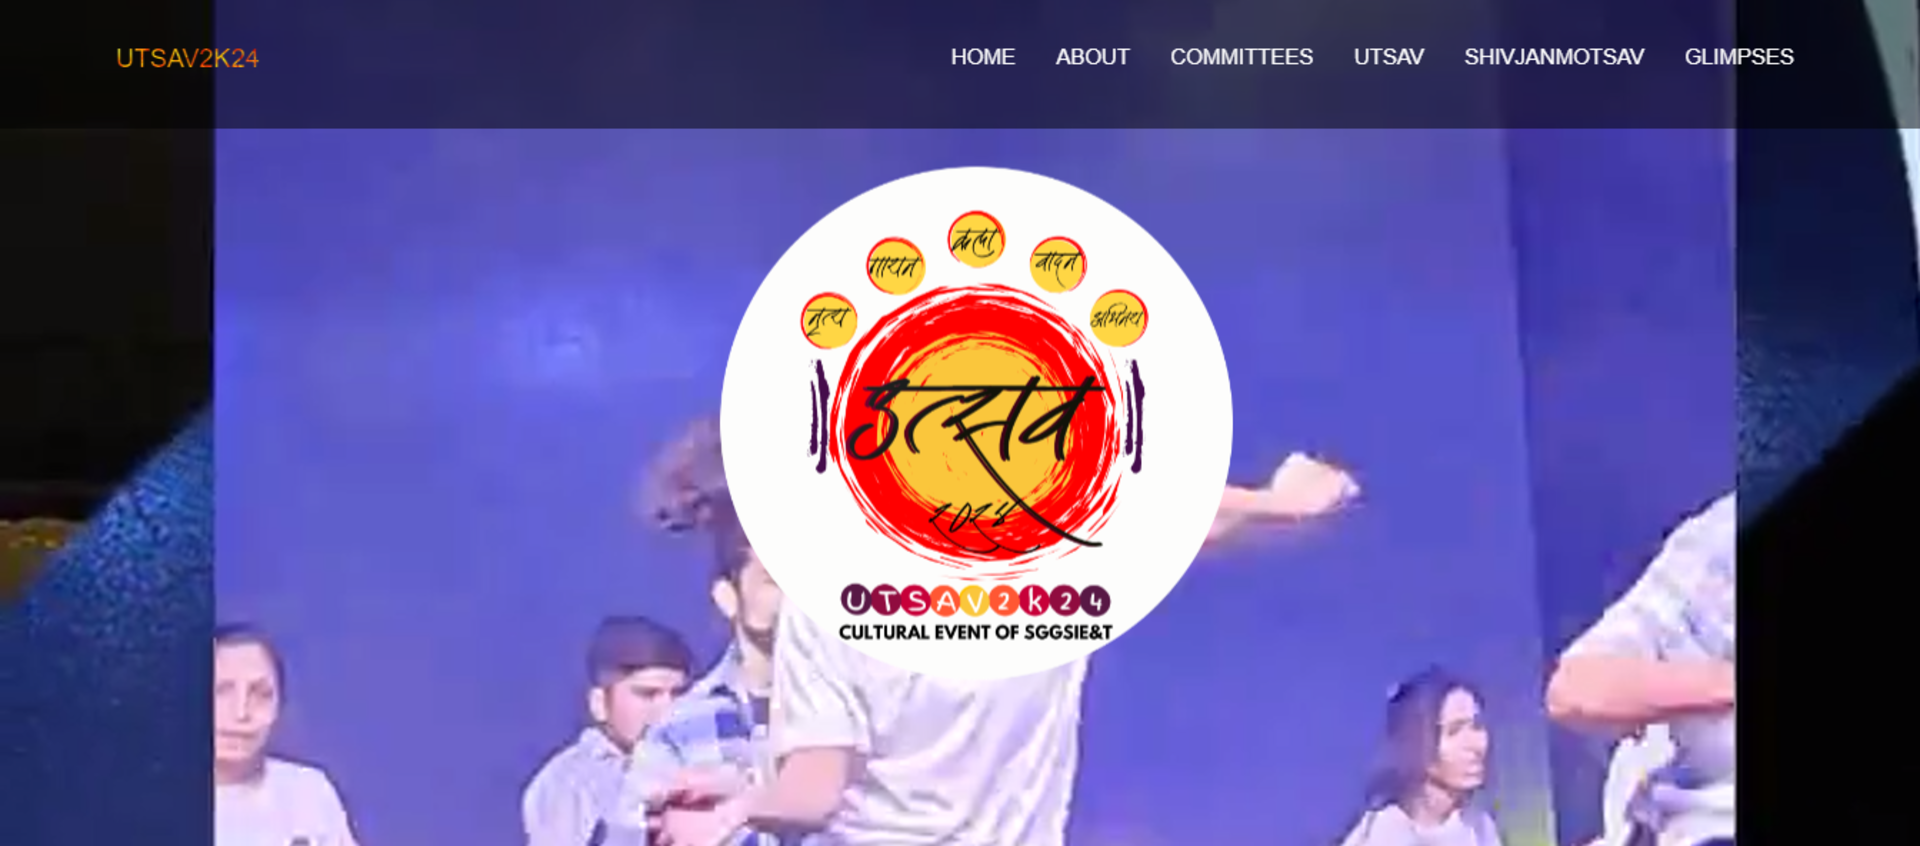 UTSAV2K24
HOME ABOUT COMMITTEES UTSAV SHIVJANMOTSAV GLIMPSES
नृत्य गायन कला वादन अभिनय
उत्सव
२०२४
UTSAV2K24
CULTURAL EVENT OF SGGSIE&T